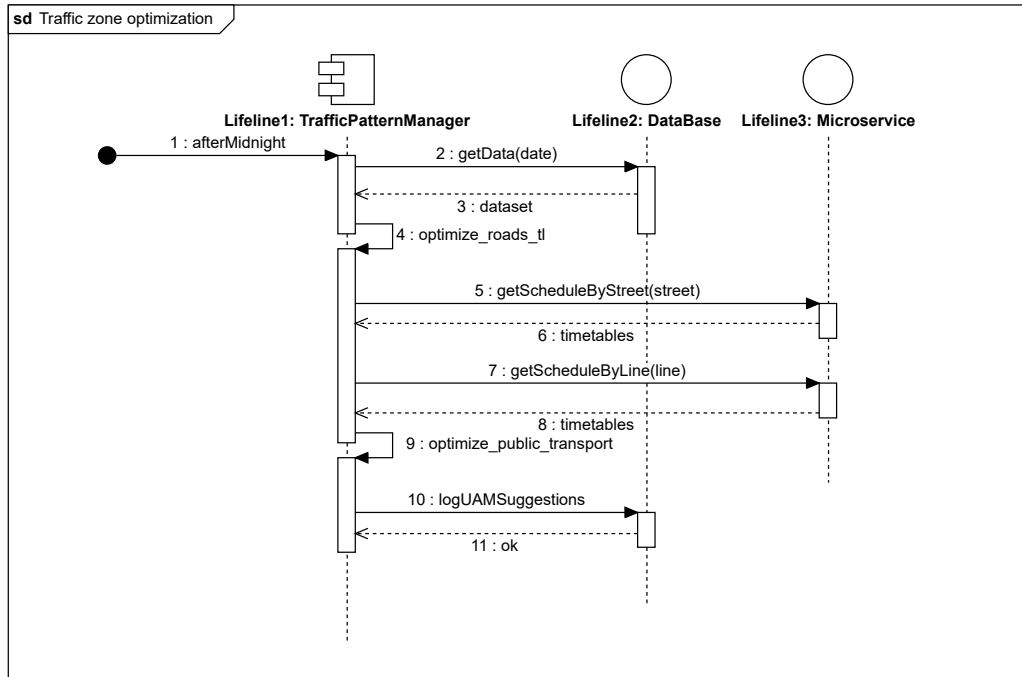 sd Traffic zone optimization
Lifeline1: TrafficPatternManager
Lifeline2: DataBase
Lifeline3: Microservice
1 : afterMidnight
2 : getData(date)
3 : dataset
4 : optimize_roads_tl
5 : getScheduleByStreet(street)
6 : timetables
7 : getScheduleByLine(line)
8 : timetables
9 : optimize_public_transport
10 : logUAMSuggestions
11 : ok